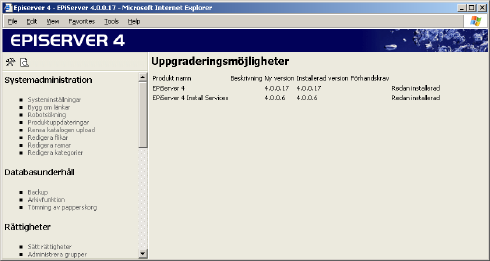 Episerver 4 - EPiServer 4.0.0.17 - Microsoft Internet Explorer
File Edit View Favorites Tools Help
EPISERVER 4
Systemadministration
Systeminställningar
Bygg om länkar
Robotsökning
Produktuppdateringar
Rensa katalogen upload
Redigera flikar
Redigera ramar
Redigera kategorier
Databasunderhåll
Backup
Arkivfunktion
Tömning av papperskorg
Rättigheter
Sätt rättigheter
Administrera grupper
Uppgraderingsmöjligheter
Produkt namn Beskrivning Ny version Installerad version Förhandskrav
EPiServer 4 4.0.0.17 4.0.0.17 Redan installerad
EPiServer 4 Install Services 4.0.0.6 4.0.0.6 Redan installerad